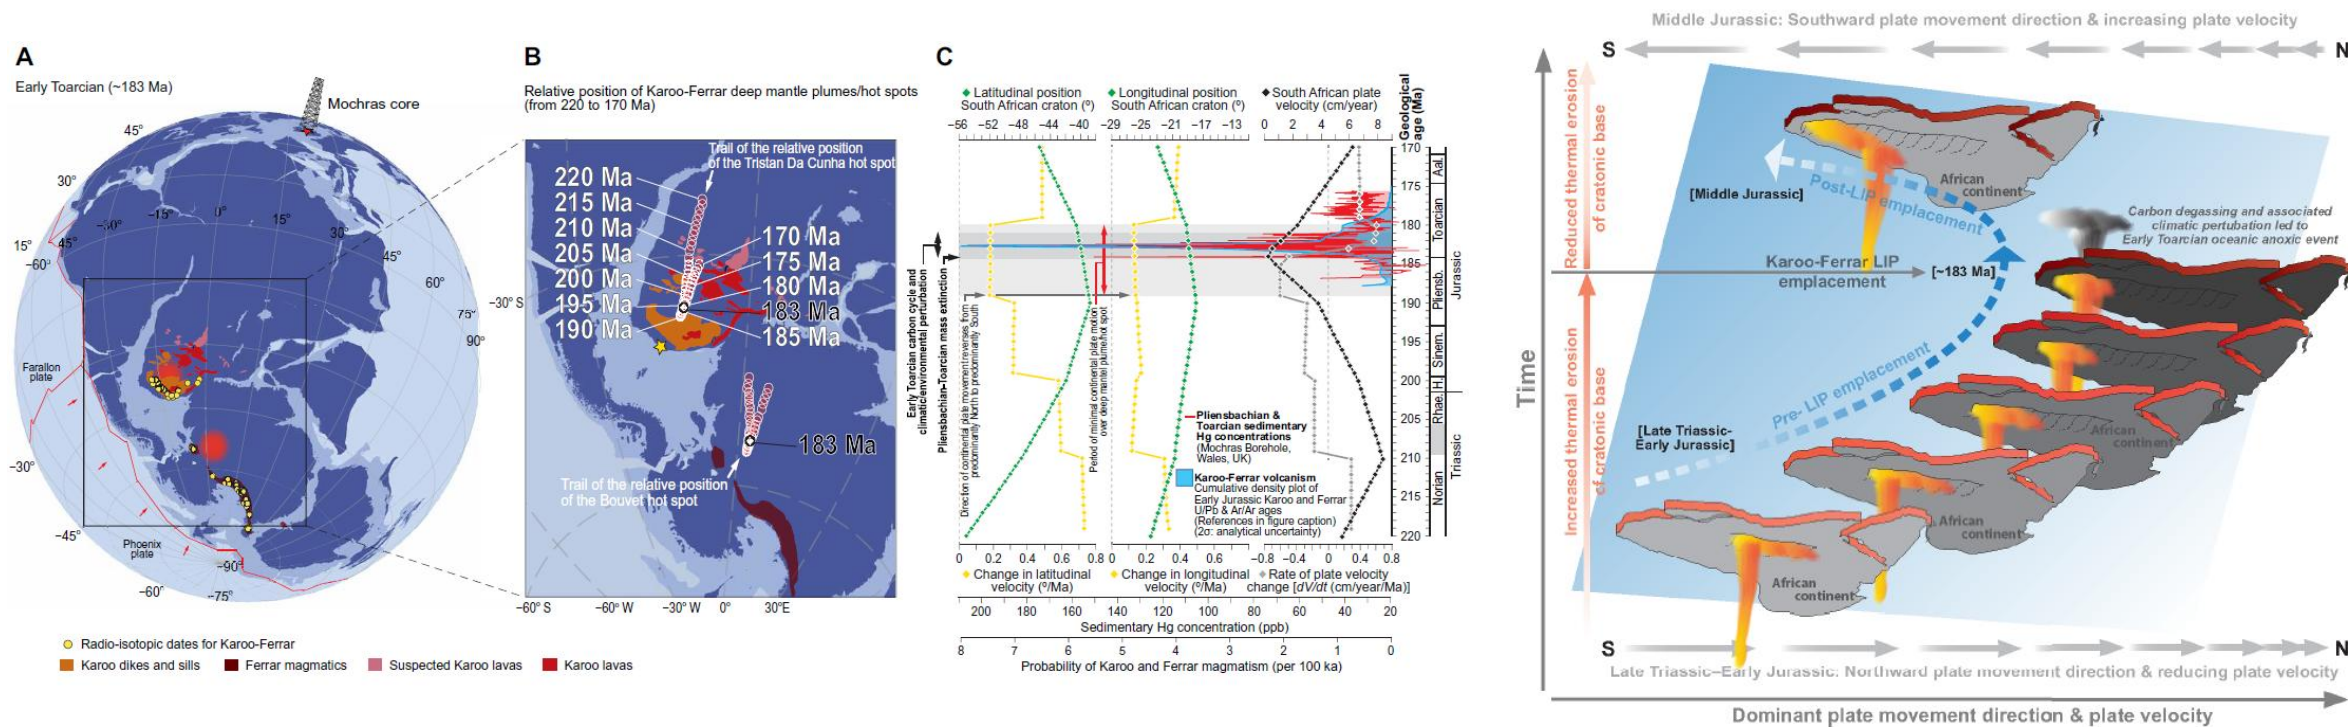 A
Early Toarcian (~183 Ma)
Mochras core
45°
30°
15°
−60°
45°
−30°
−15°
0°
15°
30°
45°
60°
75°
90°
Farallon
plate
−30°
−45°
Phoenix
plate
−60°
−75°
−90°
Radio-isotopic dates for Karoo-Ferrar
Karoo dikes and sills
Ferrar magmatics
Suspected Karoo lavas
Karoo lavas
B
Relative position of Karoo-Ferrar deep mantle plumes/hot spots
(from 220 to 170 Ma)
Trail of the relative position
of the Tristan Da Cunha hot spot
220 Ma
215 Ma
210 Ma
205 Ma
200 Ma
195 Ma
190 Ma
170 Ma
175 Ma
180 Ma
183 Ma
185 Ma
−30° S
183 Ma
Trail of the relative position
of the Bouvet hot spot
−60° S
−60° W
−30° W
0°
30°E
C
Latitudinal position
South African craton (°)
−56 −52 −48 −44 −40
Longitudinal position
South African craton (°)
−29 −25 −21 −17 −13
South African plate
velocity (cm/year)
0 2 4 6 8
Geological
age (Ma)
170
175
180
185
190
195
200
205
210
215
220
Aal.
Toarcian
Pliensb.
Sinem.
H.
Rhae.
Norian
Jurassic
Triassic
Early Toarcian carbon cycle and
climatic/environmental perturbation
Pliensbachian-Toarcian mass extinction
Direction of continental plate movement reverses from
predominantly North to predominantly South
Period of minimal continental plate motion
over deep mantel plume/hot spot
Pliensbachian &
Toarcian sedimentary
Hg concentrations
(Mochras Borehole,
Wales, UK)
Karoo-Ferrar volcanism
Cumulative density plot of
Early Jurassic Karoo and Ferrar
U/Pb & Ar/Ar ages
(References in figure caption)
(2σ: analytical uncertainty)
0 0.2 0.4 0.6 0.8
0 0.2 0.4 0.6 0.8
−0.8 −0.4 0 0.4 0.8
Change in latitudinal
velocity (°/Ma)
Change in longitudinal
velocity (°/Ma)
Rate of plate velocity
change [dV/dt (cm/year/Ma)]
200 180 160 140 120 100 80 60 40 20
Sedimentary Hg concentration (ppb)
8 7 6 5 4 3 2 1 0
Probability of Karoo and Ferrar magmatism (per 100 ka)
Middle Jurassic: Southward plate movement direction & increasing plate velocity
S
N
Time
Reduced thermal erosion
of cratonic base
Increased thermal erosion
of cratonic base
African
continent
[Middle Jurassic]
Post-LIP emplacement
Carbon degassing and associated
climatic pertubation led to
Early Toarcian oceanic anoxic event
Karoo-Ferrar LIP
emplacement
[~183 Ma]
Pre- LIP emplacement
[Late Triassic-
Early Jurassic]
African
continent
African
continent
African
continent
S
N
Late Triassic–Early Jurassic: Northward plate movement direction & reducing plate velocity
Dominant plate movement direction & plate velocity